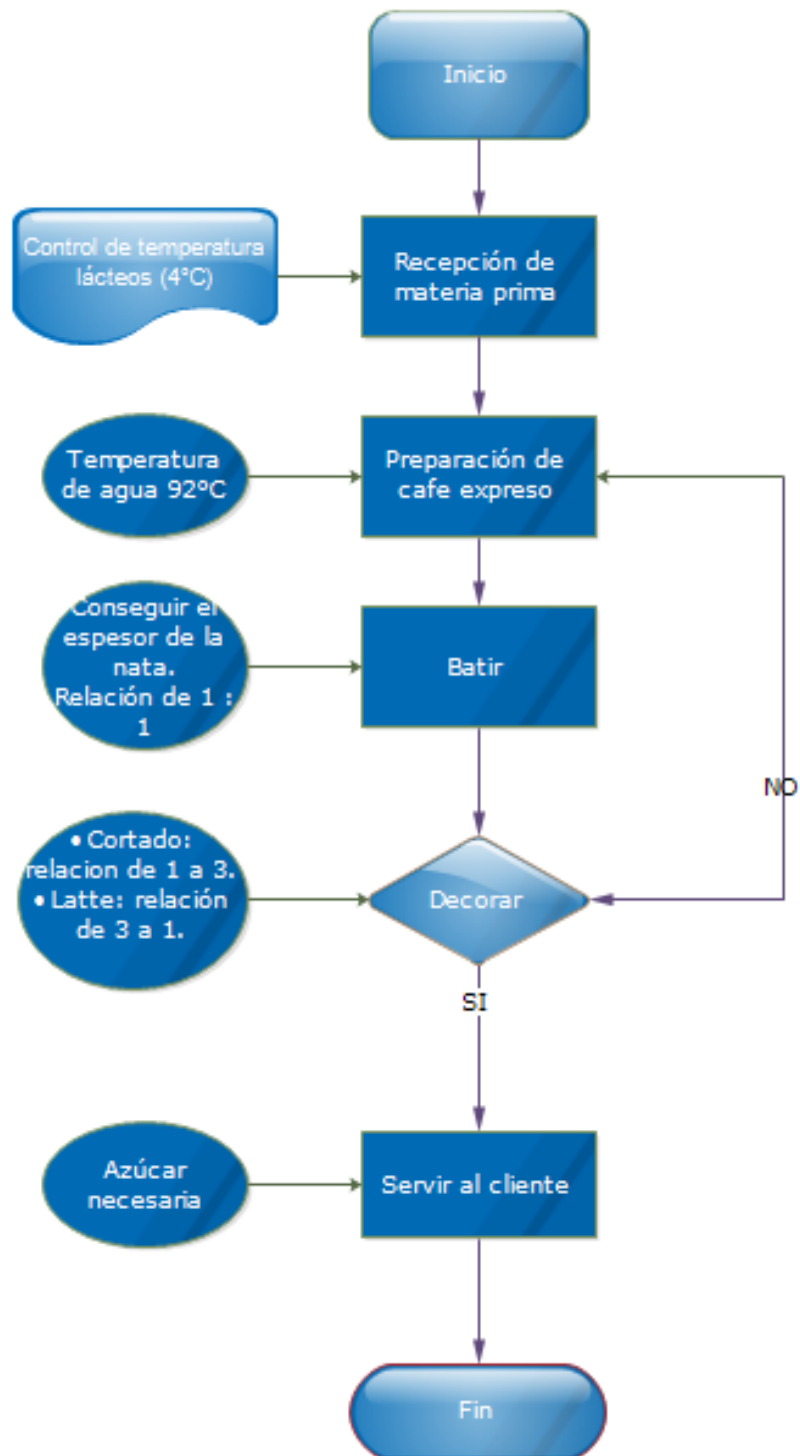 Inicio
Control de temperatura
lácteos (4°C)
Recepción de
materia prima
Temperatura
de agua 92°C
Preparación de
cafe expreso
Conseguir el
espesor de la
nata.
Relación de 1 :
1
Batir
NO
• Cortado:
relacion de 1 a 3.
• Latte: relación
de 3 a 1.
Decorar
SI
Azúcar
necesaria
Servir al cliente
Fin